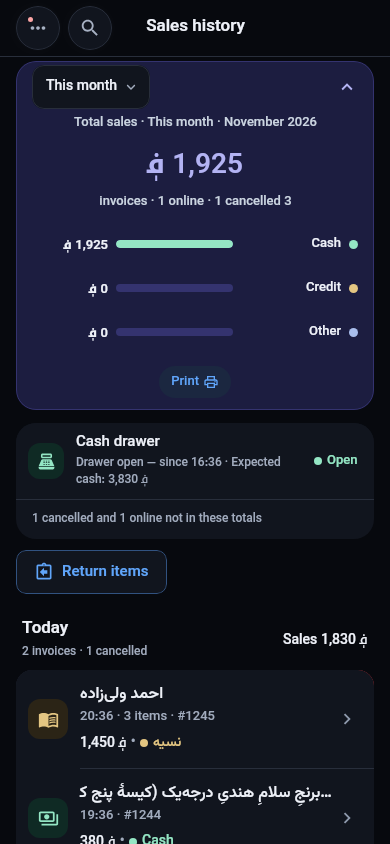 Sales history
This month
Total sales · This month · November 2026
؋ 1,925
invoices · 1 online · 1 cancelled 3
؋ 1,925 Cash
؋ 0 Credit
؋ 0 Other
Print
Cash drawer
Drawer open — since 16:36 · Expected cash: 3,830 ؋
Open
1 cancelled and 1 online not in these totals
Return items
Today
2 invoices · 1 cancelled
Sales 1,830 ؋
احمد ولی‌زاده
20:36 · 3 items · #1245
1,450 ؋ • نسیه
برنجِ سلامِ هندیِ درجه‌یک (کیسهٔ پنج ک...
19:36 · #1244
380 ؋ • Cash